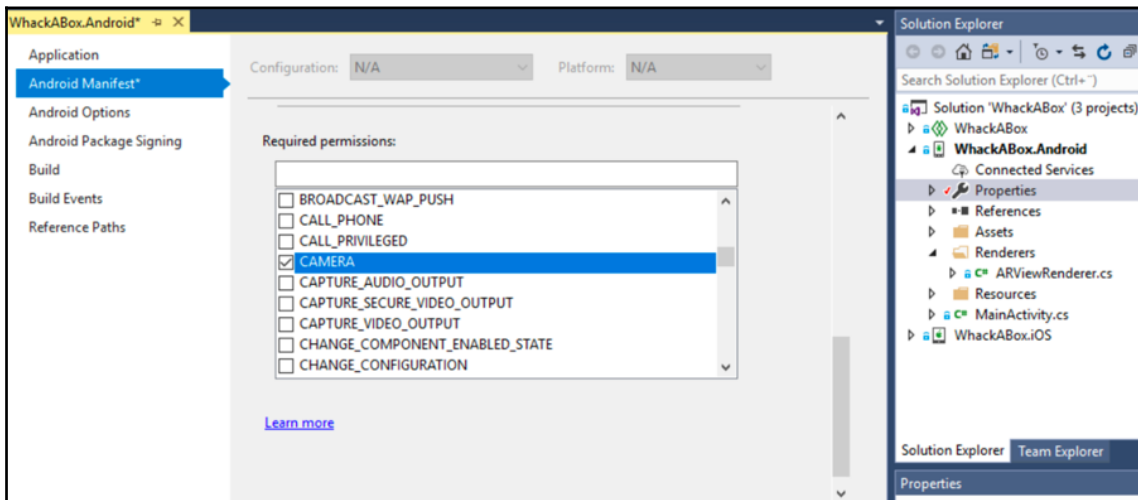 WhackABox.Android*
Application
Android Manifest*
Android Options
Android Package Signing
Build
Build Events
Reference Paths
Configuration: N/A Platform: N/A
Required permissions:
BROADCAST_WAP_PUSH
CALL_PHONE
CALL_PRIVILEGED
CAMERA
CAPTURE_AUDIO_OUTPUT
CAPTURE_SECURE_VIDEO_OUTPUT
CAPTURE_VIDEO_OUTPUT
CHANGE_COMPONENT_ENABLED_STATE
CHANGE_CONFIGURATION
Learn more
Solution Explorer
Search Solution Explorer (Ctrl+¨)
Solution 'WhackABox' (3 projects)
WhackABox
WhackABox.Android
Connected Services
Properties
References
Assets
Renderers
C# ARViewRenderer.cs
Resources
C# MainActivity.cs
WhackABox.iOS
Solution Explorer Team Explorer
Properties